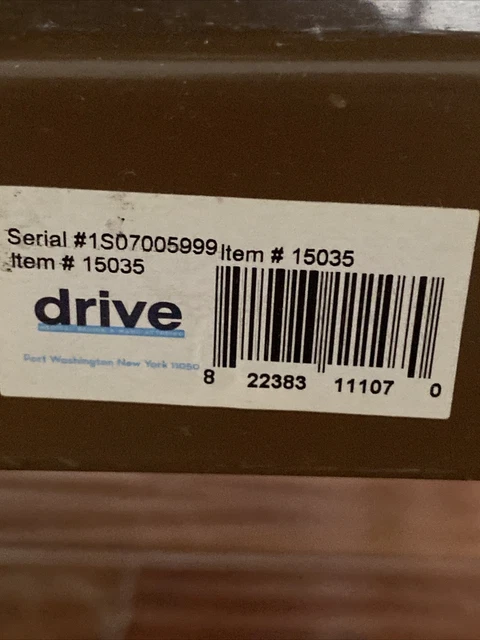 Serial #1S07005999
Item # 15035
drive
Port Washington New York 11050
Item # 15035
8 22383 11107 0